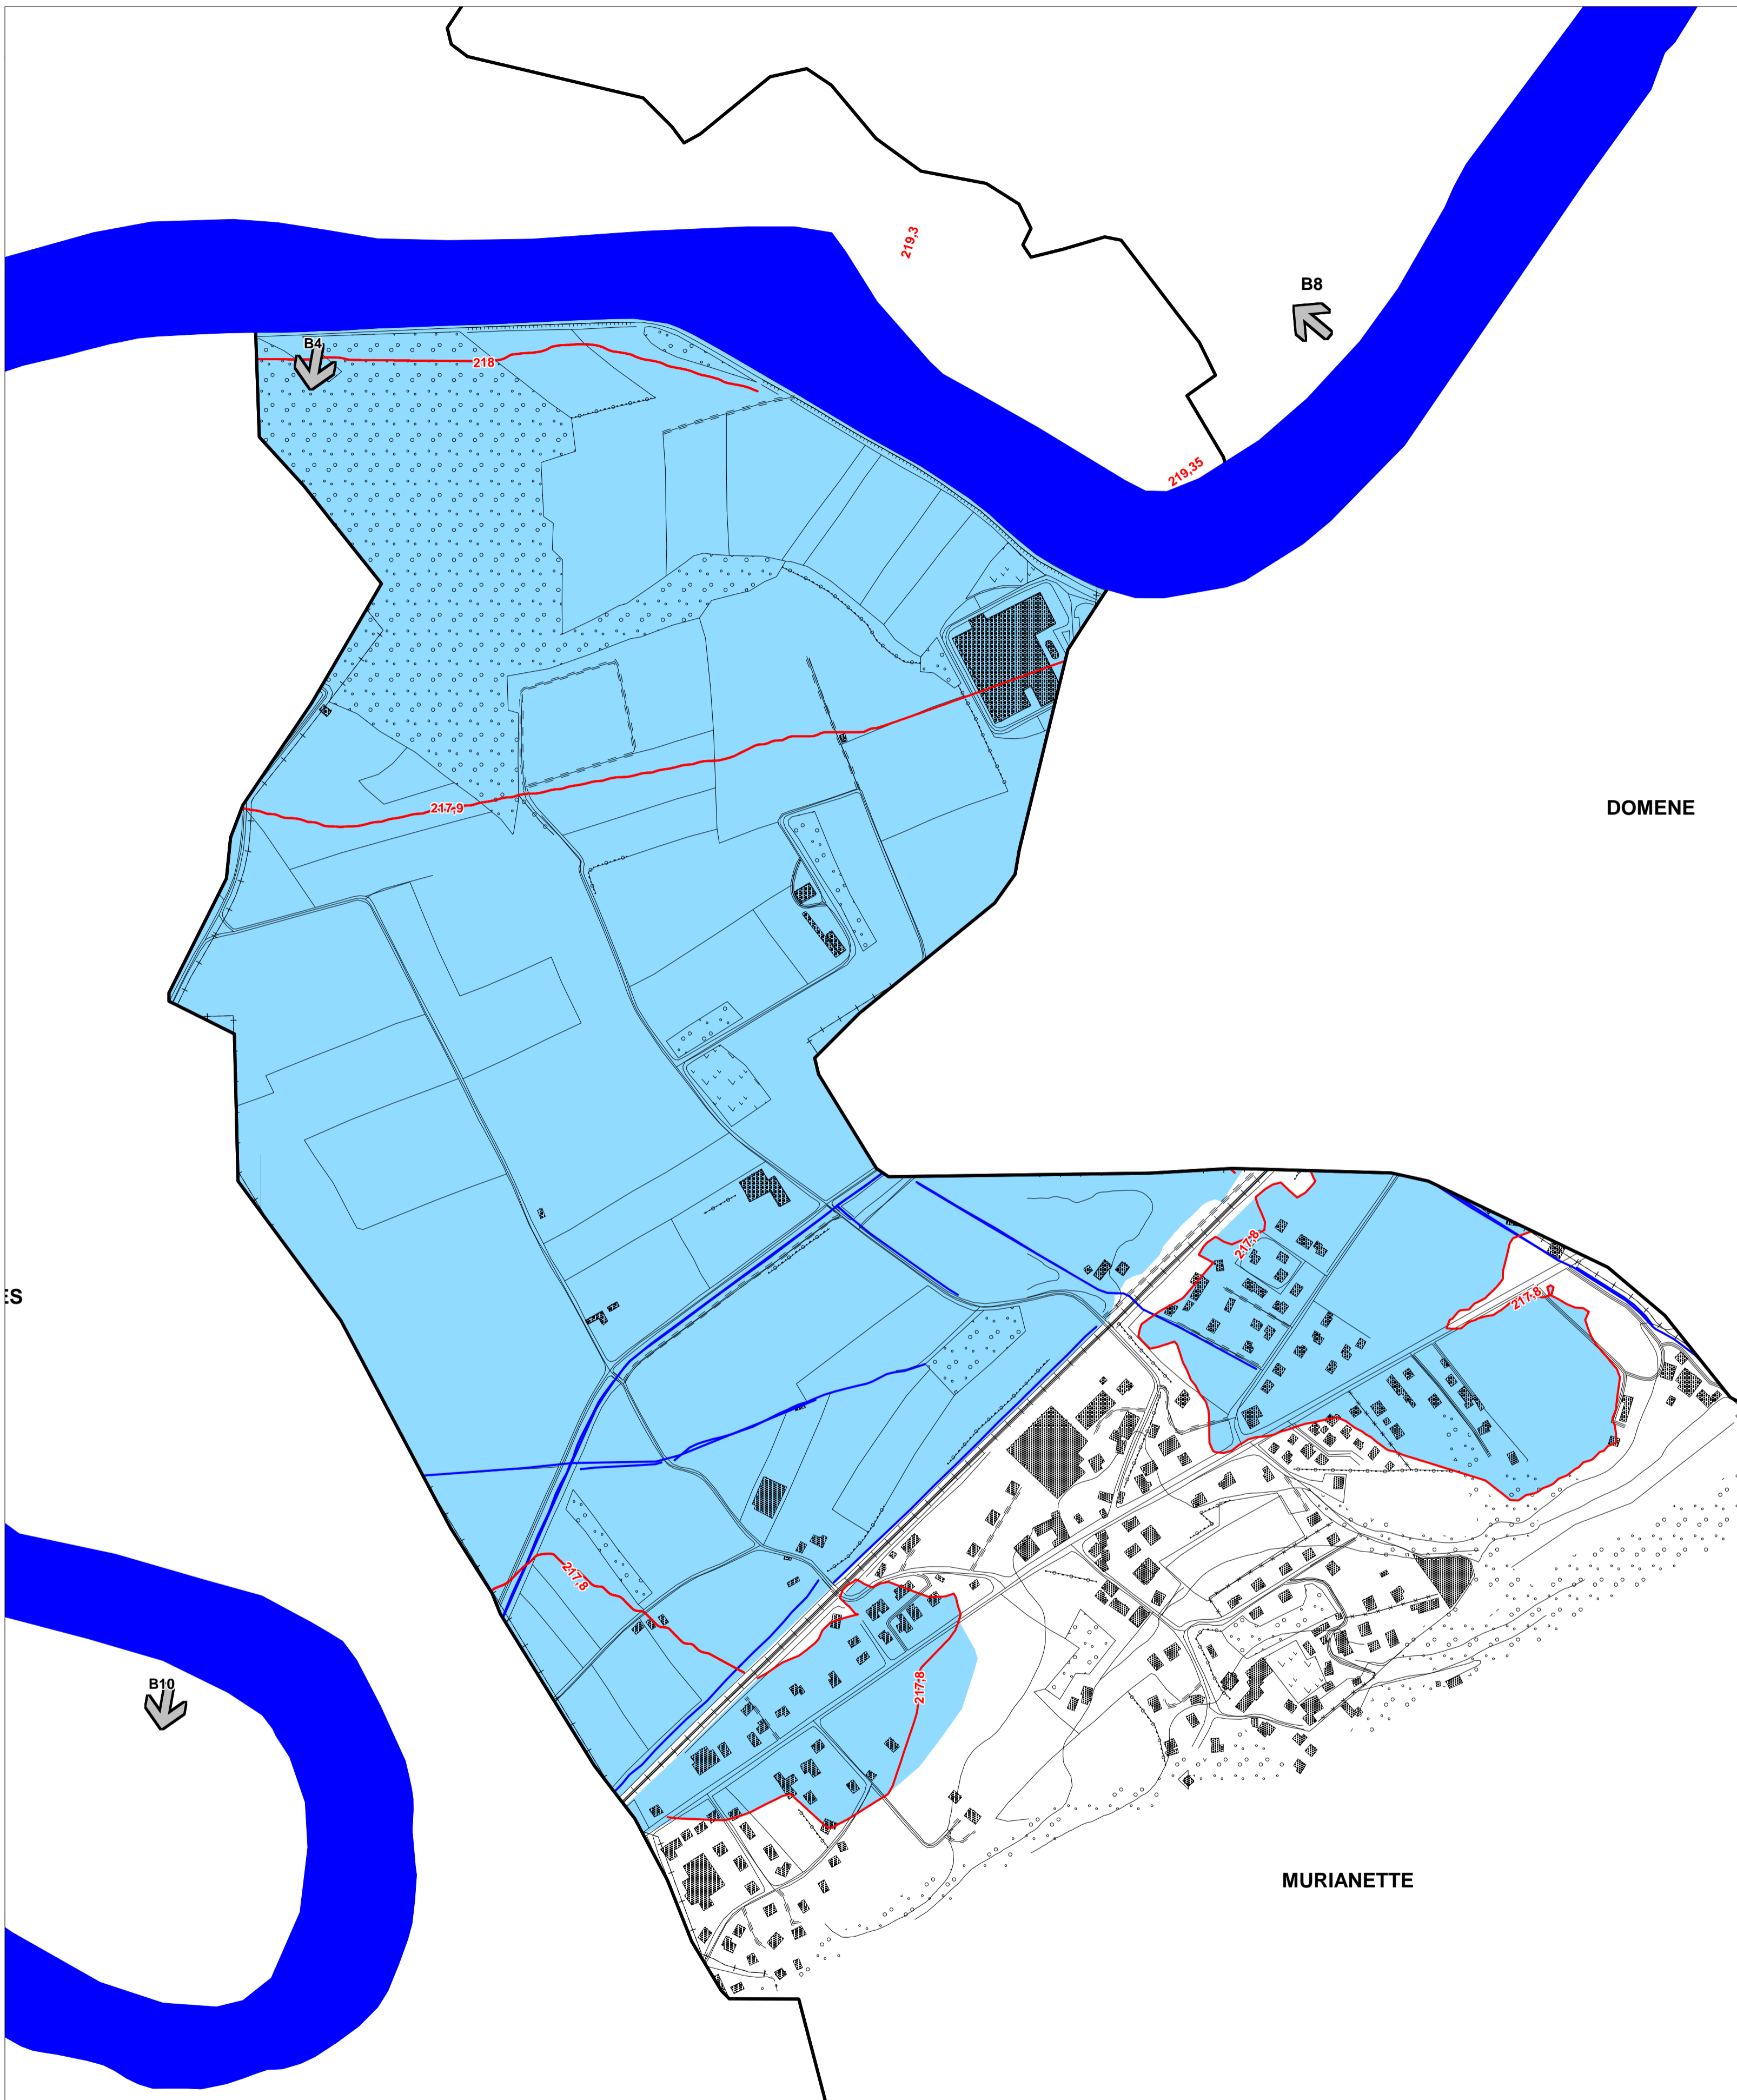 219,3
B8
B4
218
219,35
DOMENE
217,9
217,8
ES
217,8
217,8
B10
217,8
MURIANETTE